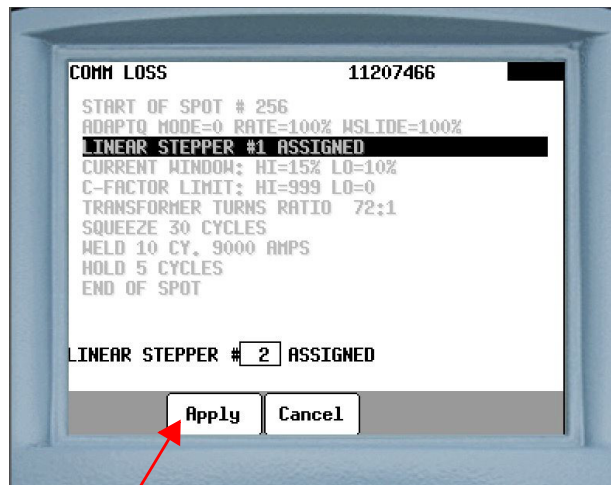 COMM LOSS 11207466
START OF SPOT # 256
ADAPTQ MODE=0 RATE=100% WSLIDE=100%
LINEAR STEPPER #1 ASSIGNED
CURRENT WINDOW: HI=15% LO=10%
C-FACTOR LIMIT: HI=999 LO=0
TRANSFORMER TURNS RATIO 72:1
SQUEEZE 30 CYCLES
WELD 10 CY. 9000 AMPS
HOLD 5 CYCLES
END OF SPOT
LINEAR STEPPER # 2 ASSIGNED
Apply Cancel